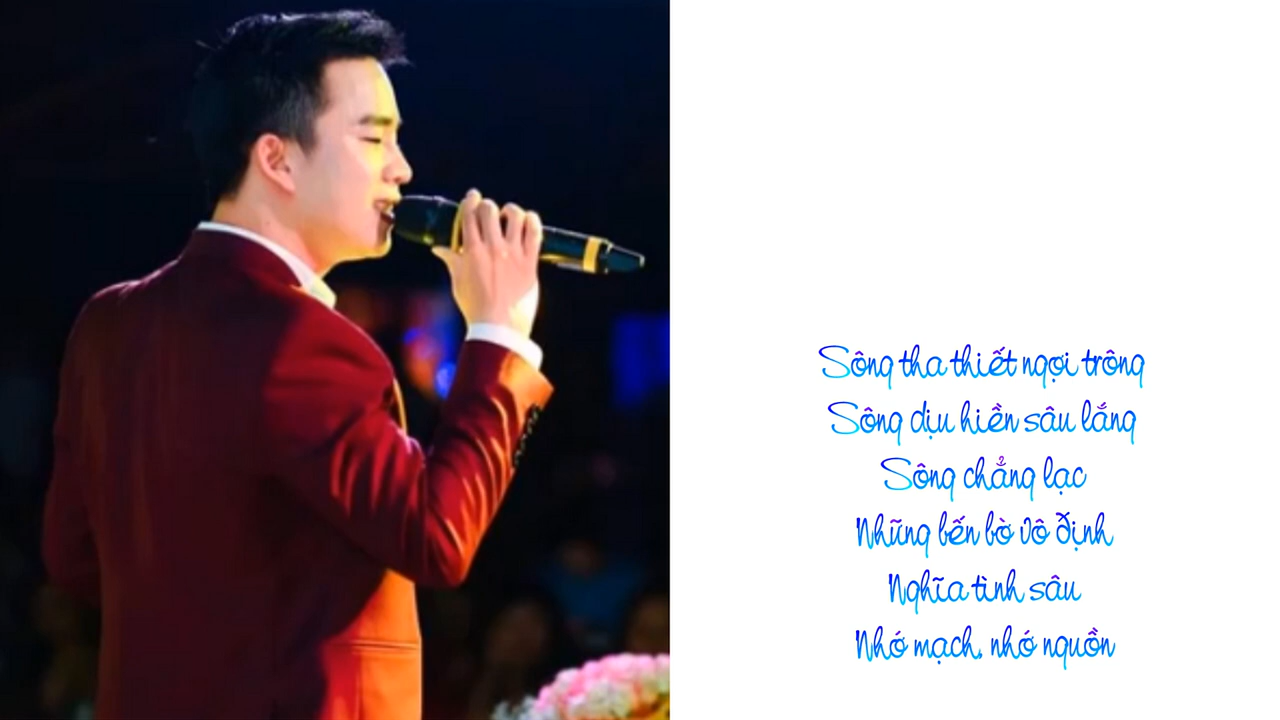 Sông tha thiết ngợi trông
Sông dịu hiền sâu lắng
Sông chẳng lạc
Những bến bờ vô định
Nghĩa tình sâu
Nhớ mạch, nhớ nguồn